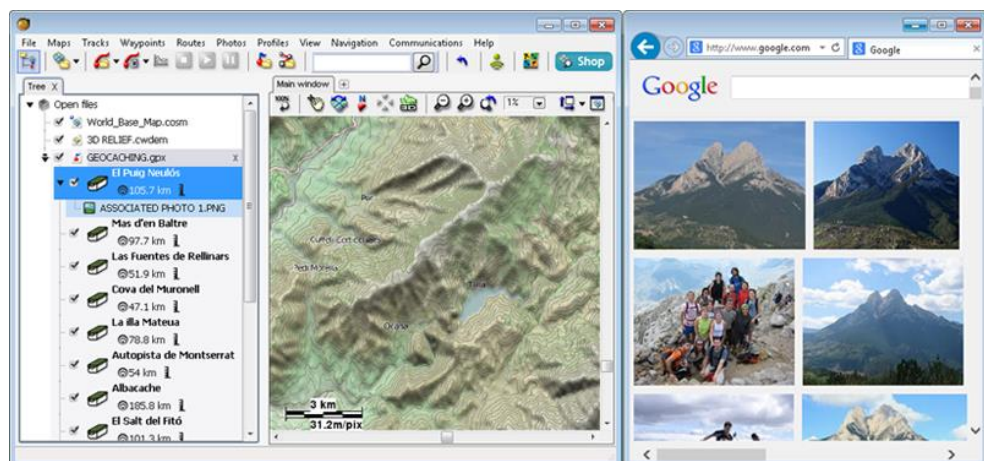 File Maps Tracks Waypoints Routes Photos Profiles View Navigation Communications Help
Shop
Tree X
Open files
World_Base_Map.cosm
3D RELIEF.cwdem
GEOCACHING.gpx x
El Puig Neulós
105.7 km
ASSOCIATED PHOTO 1.PNG
Mas d'en Baltre
97.7 km
Las Fuentes de Rellinars
51.9 km
Cova del Muronell
47.1 km
La illa Mateua
78.8 km
Autopista de Montserrat
54 km
Albacache
185.8 km
El Salt del Fitó
101.3 km
Main window
100%
1%
3 km
31.2m/pix
http://www.google.com
Google
Google